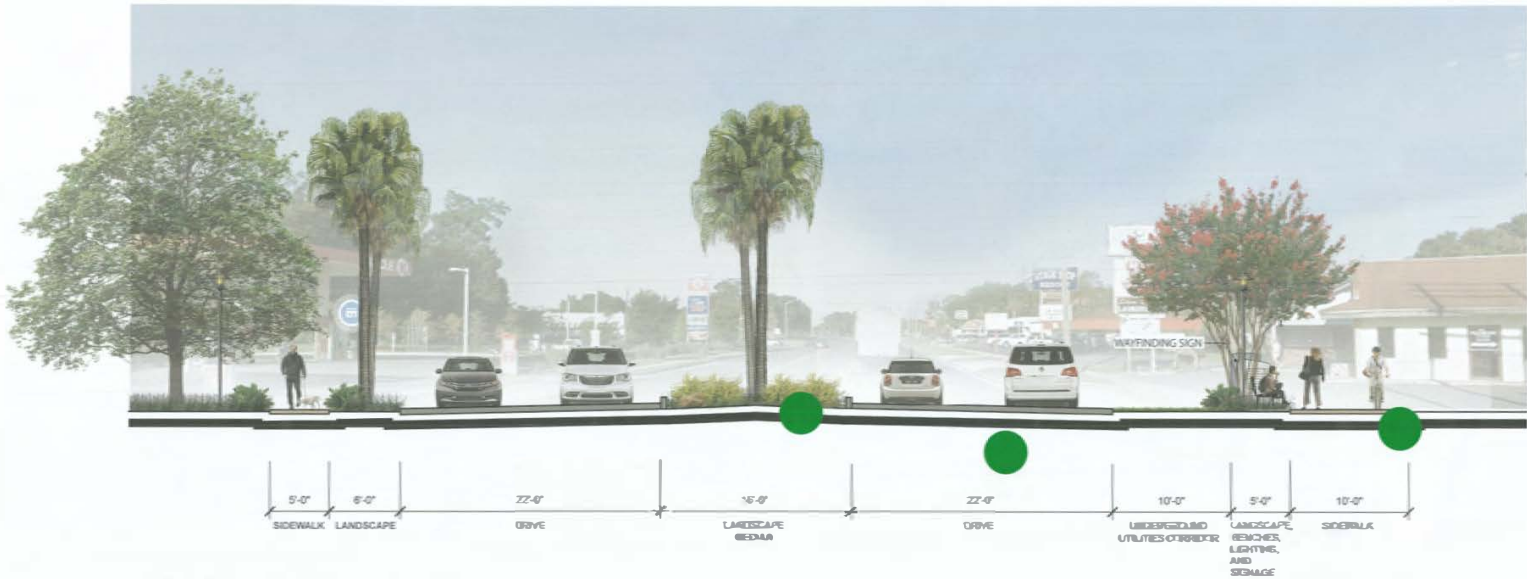 WAYFINDING SIGN
5'-0" 6'-0" 22'-0" 16'-0" 22'-0" 10'-0" 5'-0" 10'-0"
SIDEWALK LANDSCAPE DRIVE LANDSCAPE DRIVE UNDERGROUND LANDSCAPE, SIDEWALK
MEDIAN UTILITIES CORRIDOR BENCHES,
LIGHTING,
AND
SIGNAGE